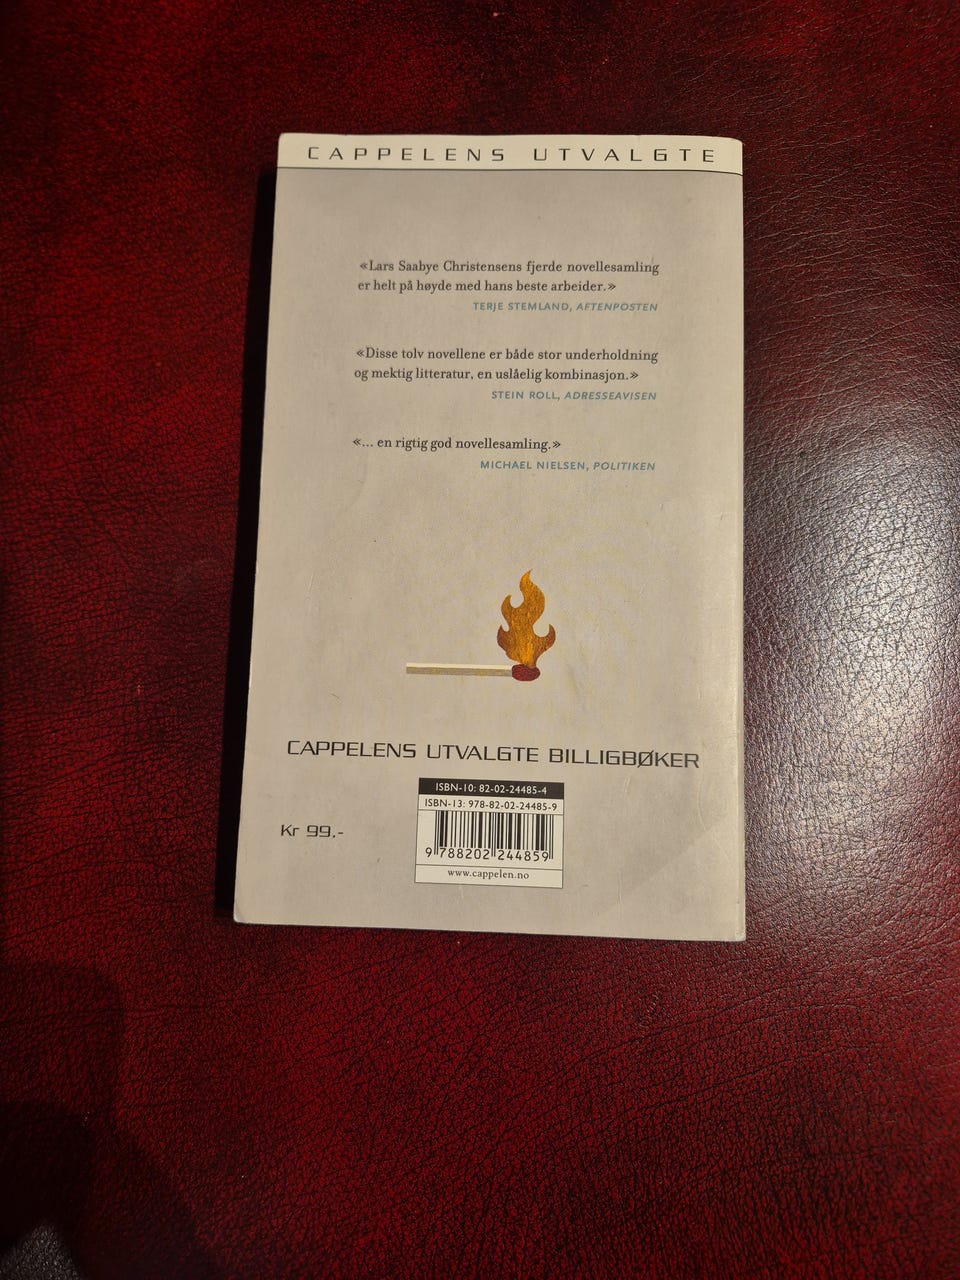 CAPPELENS UTVALGTE
«Lars Saabye Christensens fjerde novellesamling
er helt på høyde med hans beste arbeider.»
TERJE STEMLAND, AFTENPOSTEN
«Disse tolv novellene er både stor underholdning
og mektig litteratur, en uslåelig kombinasjon.»
STEIN ROLL, ADRESSEAVISEN
«... en rigtig god novellesamling.»
MICHAEL NIELSEN, POLITIKEN
CAPPELENS UTVALGTE BILLIGBØKER
Kr 99,-
ISBN-10: 82-02-24485-4
ISBN-13: 978-82-02-24485-9
9 788202 244859
www.cappelen.no